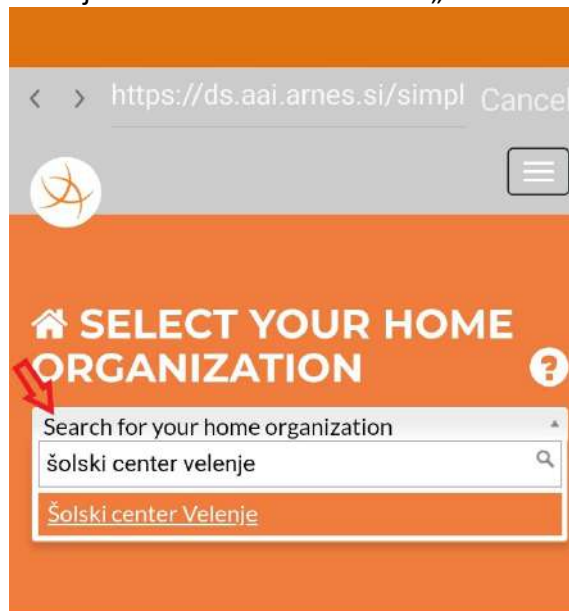 https://ds.aai.arnes.si/simpl Cancel
SELECT YOUR HOME
ORGANIZATION
?
Search for your home organization
šolski center velenje
Šolski center Velenje